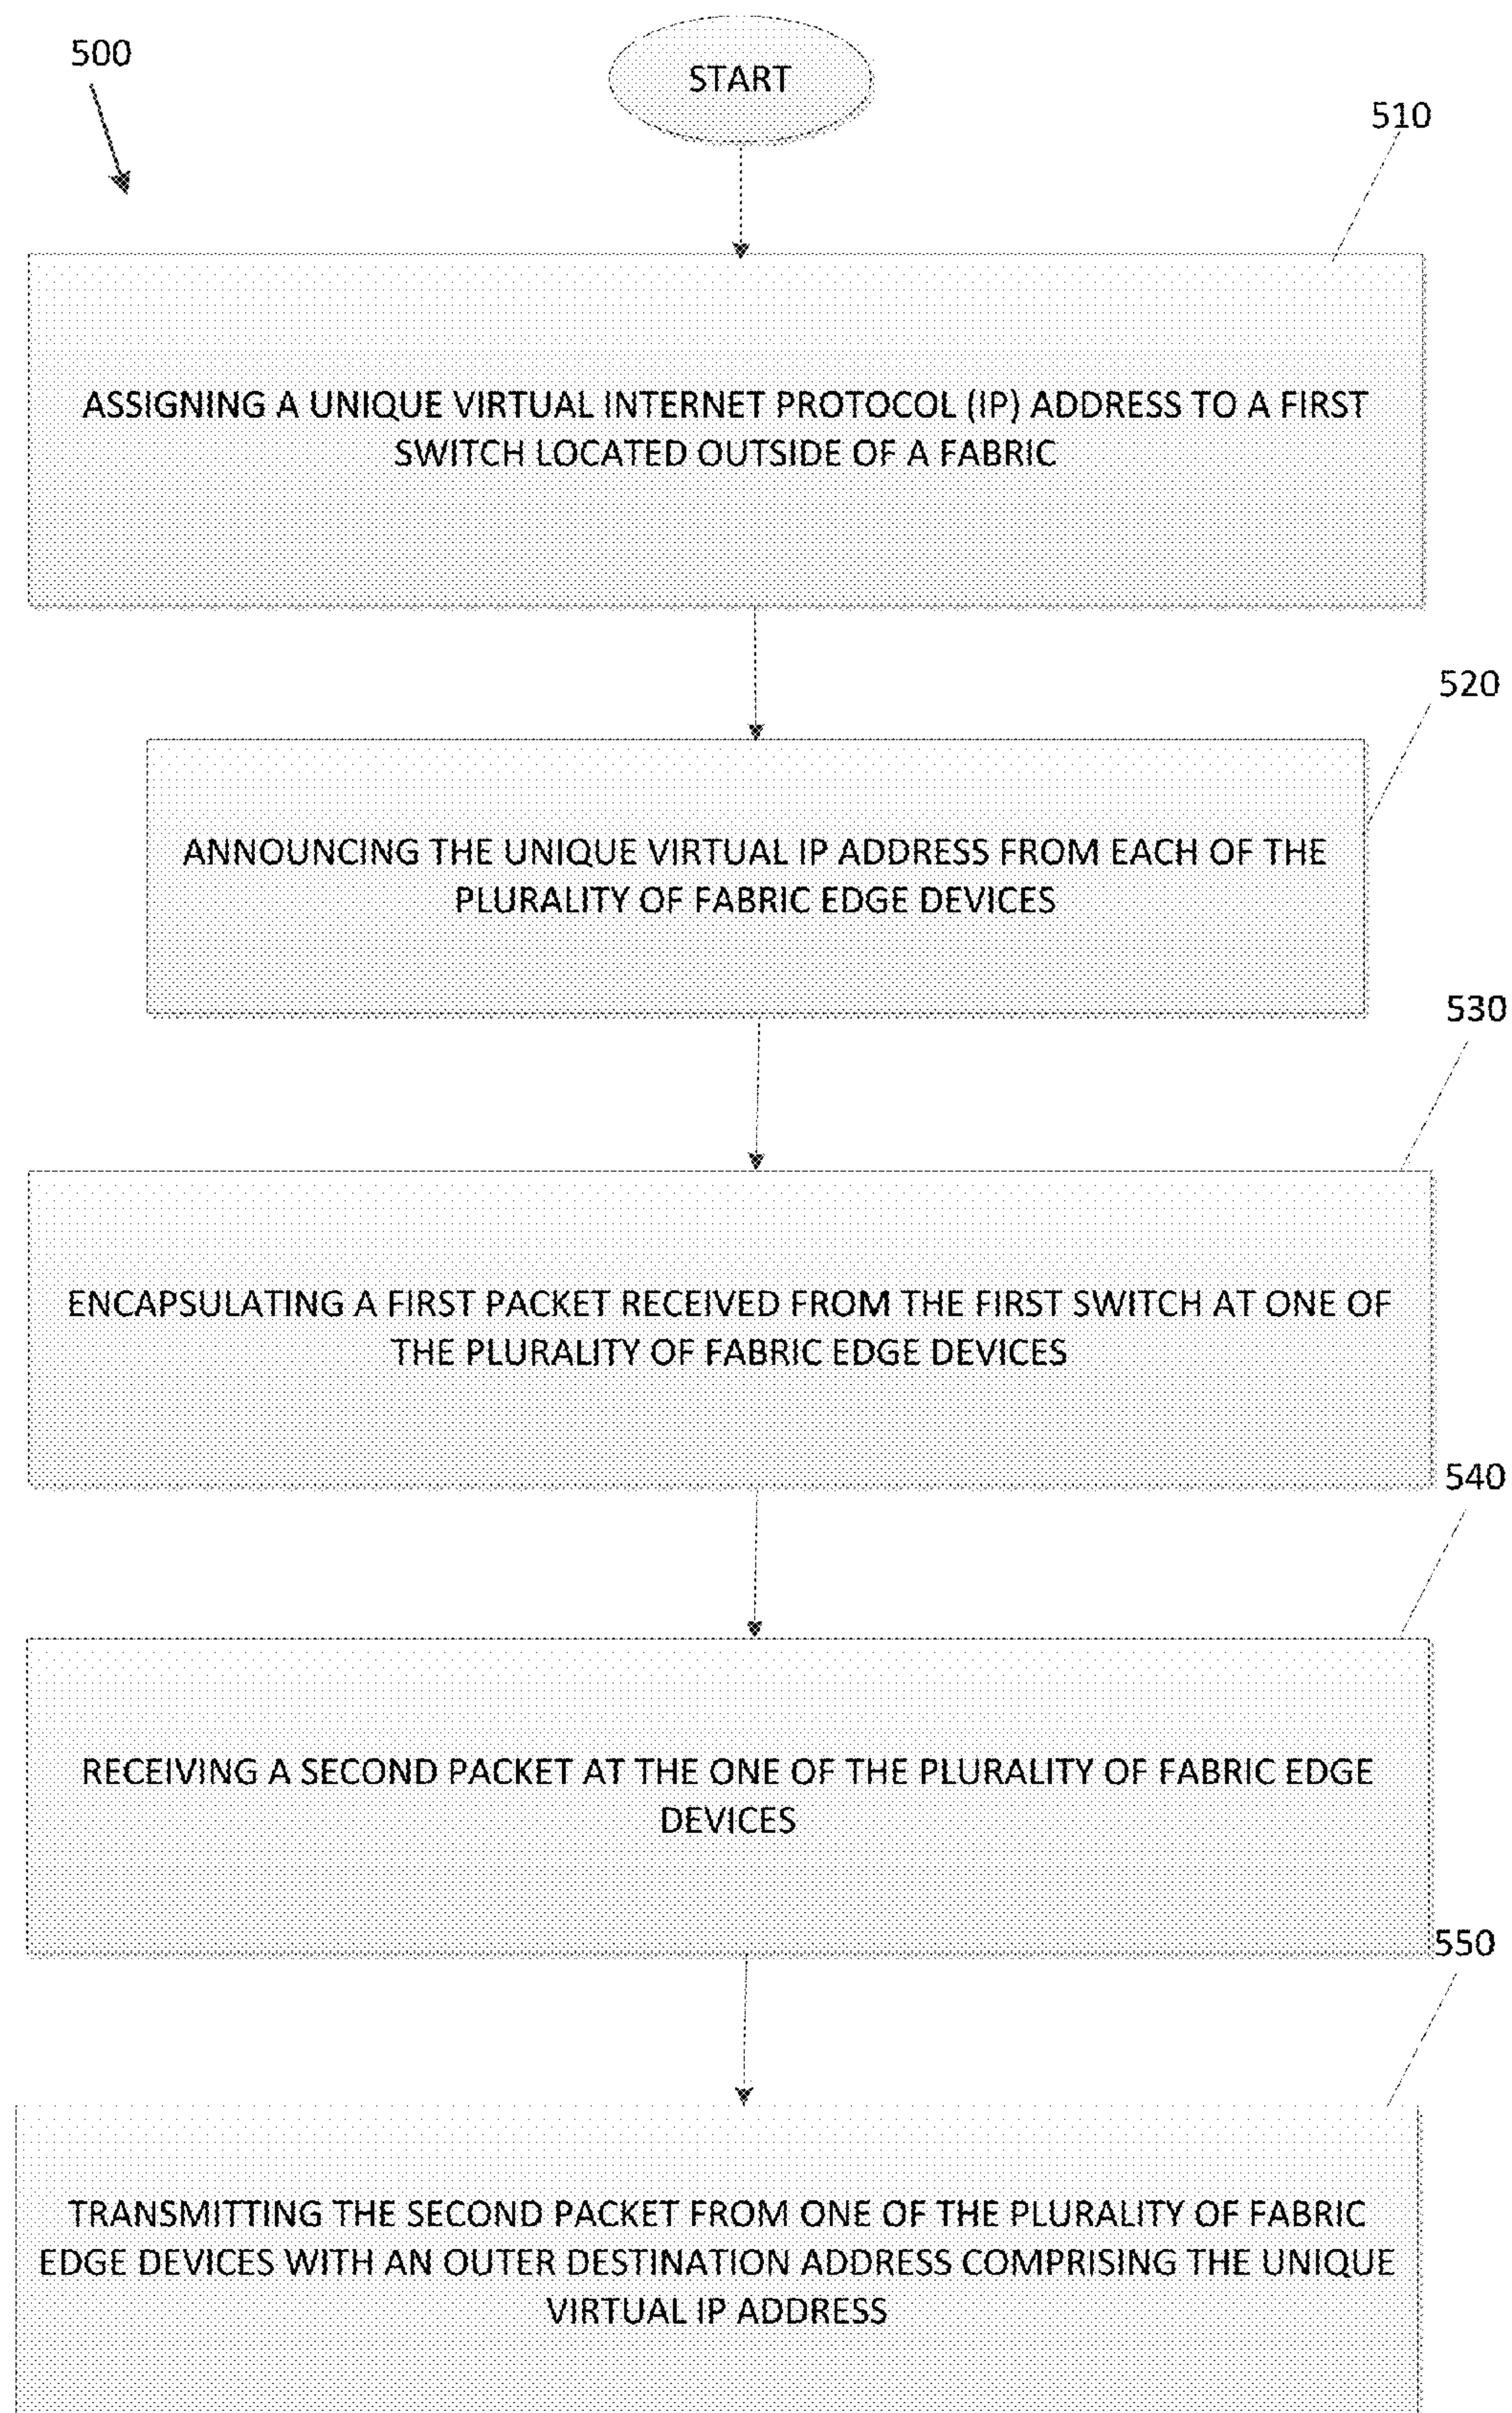 500
START
510
ASSIGNING A UNIQUE VIRTUAL INTERNET PROTOCOL (IP) ADDRESS TO A FIRST
SWITCH LOCATED OUTSIDE OF A FABRIC
520
ANNOUNCING THE UNIQUE VIRTUAL IP ADDRESS FROM EACH OF THE
PLURALITY OF FABRIC EDGE DEVICES
530
ENCAPSULATING A FIRST PACKET RECEIVED FROM THE FIRST SWITCH AT ONE OF
THE PLURALITY OF FABRIC EDGE DEVICES
540
RECEIVING A SECOND PACKET AT THE ONE OF THE PLURALITY OF FABRIC EDGE
DEVICES
550
TRANSMITTING THE SECOND PACKET FROM ONE OF THE PLURALITY OF FABRIC
EDGE DEVICES WITH AN OUTER DESTINATION ADDRESS COMPRISING THE UNIQUE
VIRTUAL IP ADDRESS